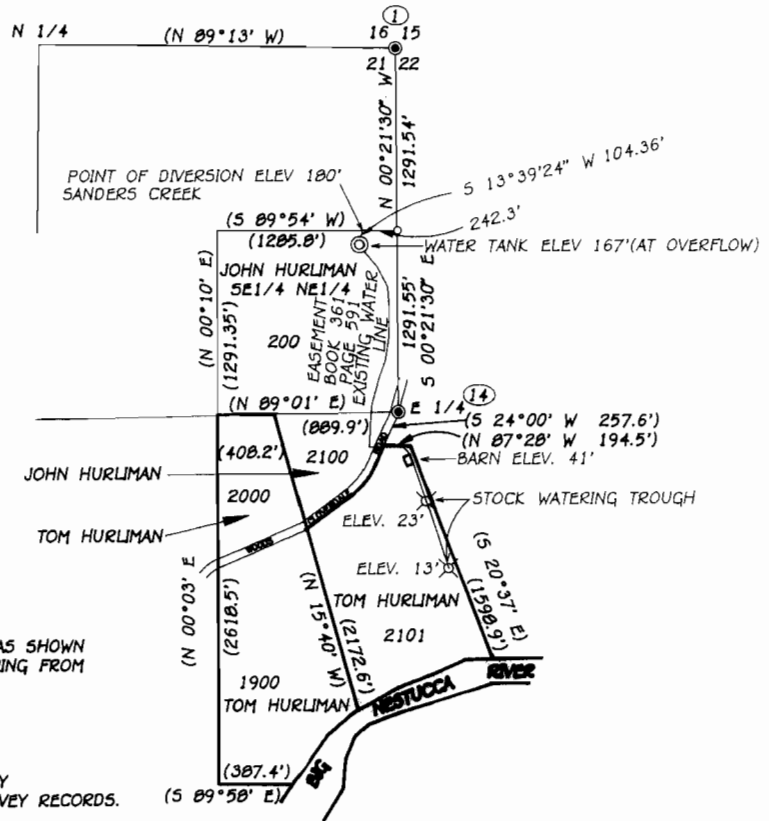 N 1/4
(N 89°13' W)
1
16 15
21 22
N 00°21'30" W
1291.54'
POINT OF DIVERSION ELEV 180'
SANDERS CREEK
S 13°39'24" W 104.36'
242.3'
(S 89°54' W)
(1285.8')
WATER TANK ELEV 167'(AT OVERFLOW)
JOHN HURLIMAN
SE1/4 NE1/4
(N 00°10' E)
(1291.35')
200
EASEMENT
BOOK 361
PAGE 591
EXISTING WATER
LINE
1291.55'
S 00°21'30" E
(N 89°01' E)
E 1/4
14
(889.9')
(S 24°00' W 257.6')
(N 87°28' W 194.5')
(408.2')
2100
BARN ELEV. 41'
JOHN HURLIMAN
2000
STOCK WATERING TROUGH
TOM HURLIMAN
ELEV. 23'
WOODS
CLOVERDALE
ROAD
ELEV. 13'
(N 00°03' E)
(2618.5')
(N 15°40' W)
(2172.6')
TOM HURLIMAN
2101
(S 20°37' E)
(1598.9')
AS SHOWN
ING FROM
1900
TOM HURLIMAN
BIG
NESTUCCA
RIVER
(387.4')
Y
VEY RECORDS.
(S 89°58' E)